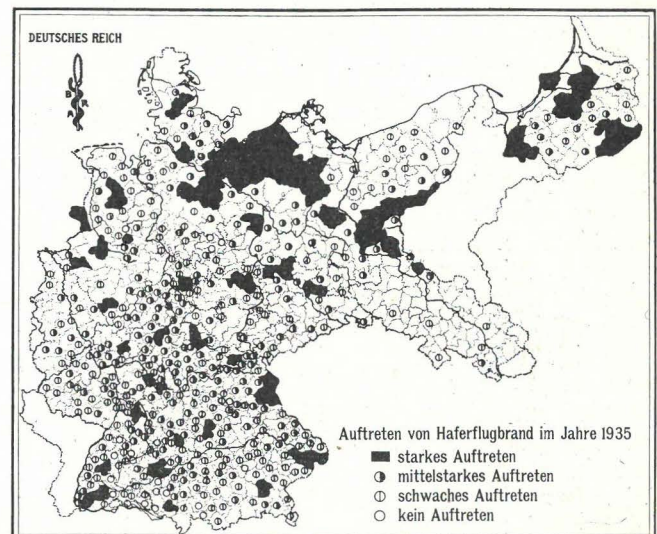 DEUTSCHES REICH
B
R
A
Auftreten von Haferflugbrand im Jahre 1935
starkes Auftreten
mittelstarkes Auftreten
schwaches Auftreten
kein Auftreten